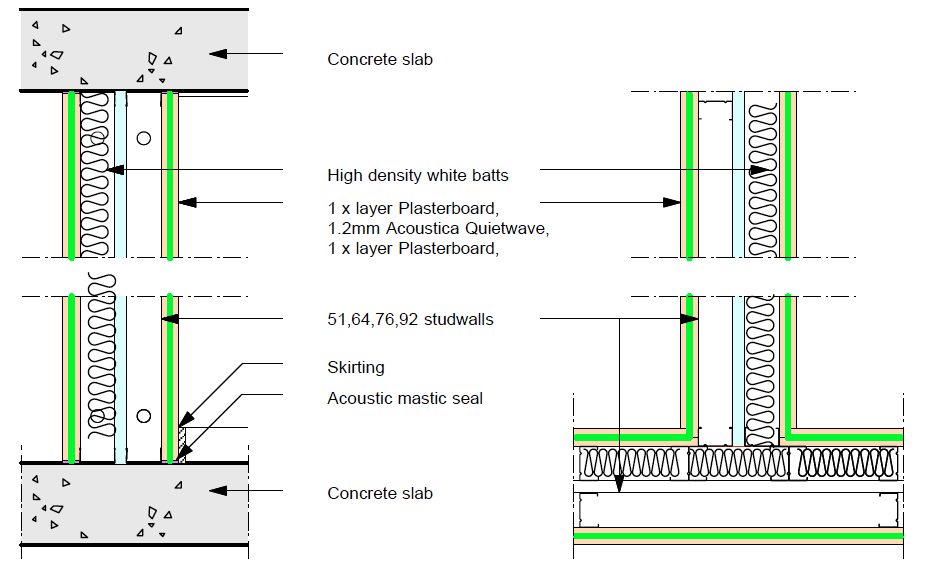 Concrete slab
High density white batts
1 x layer Plasterboard,
1.2mm Acoustica Quietwave,
1 x layer Plasterboard,
51,64,76,92 studwalls
Skirting
Acoustic mastic seal
Concrete slab